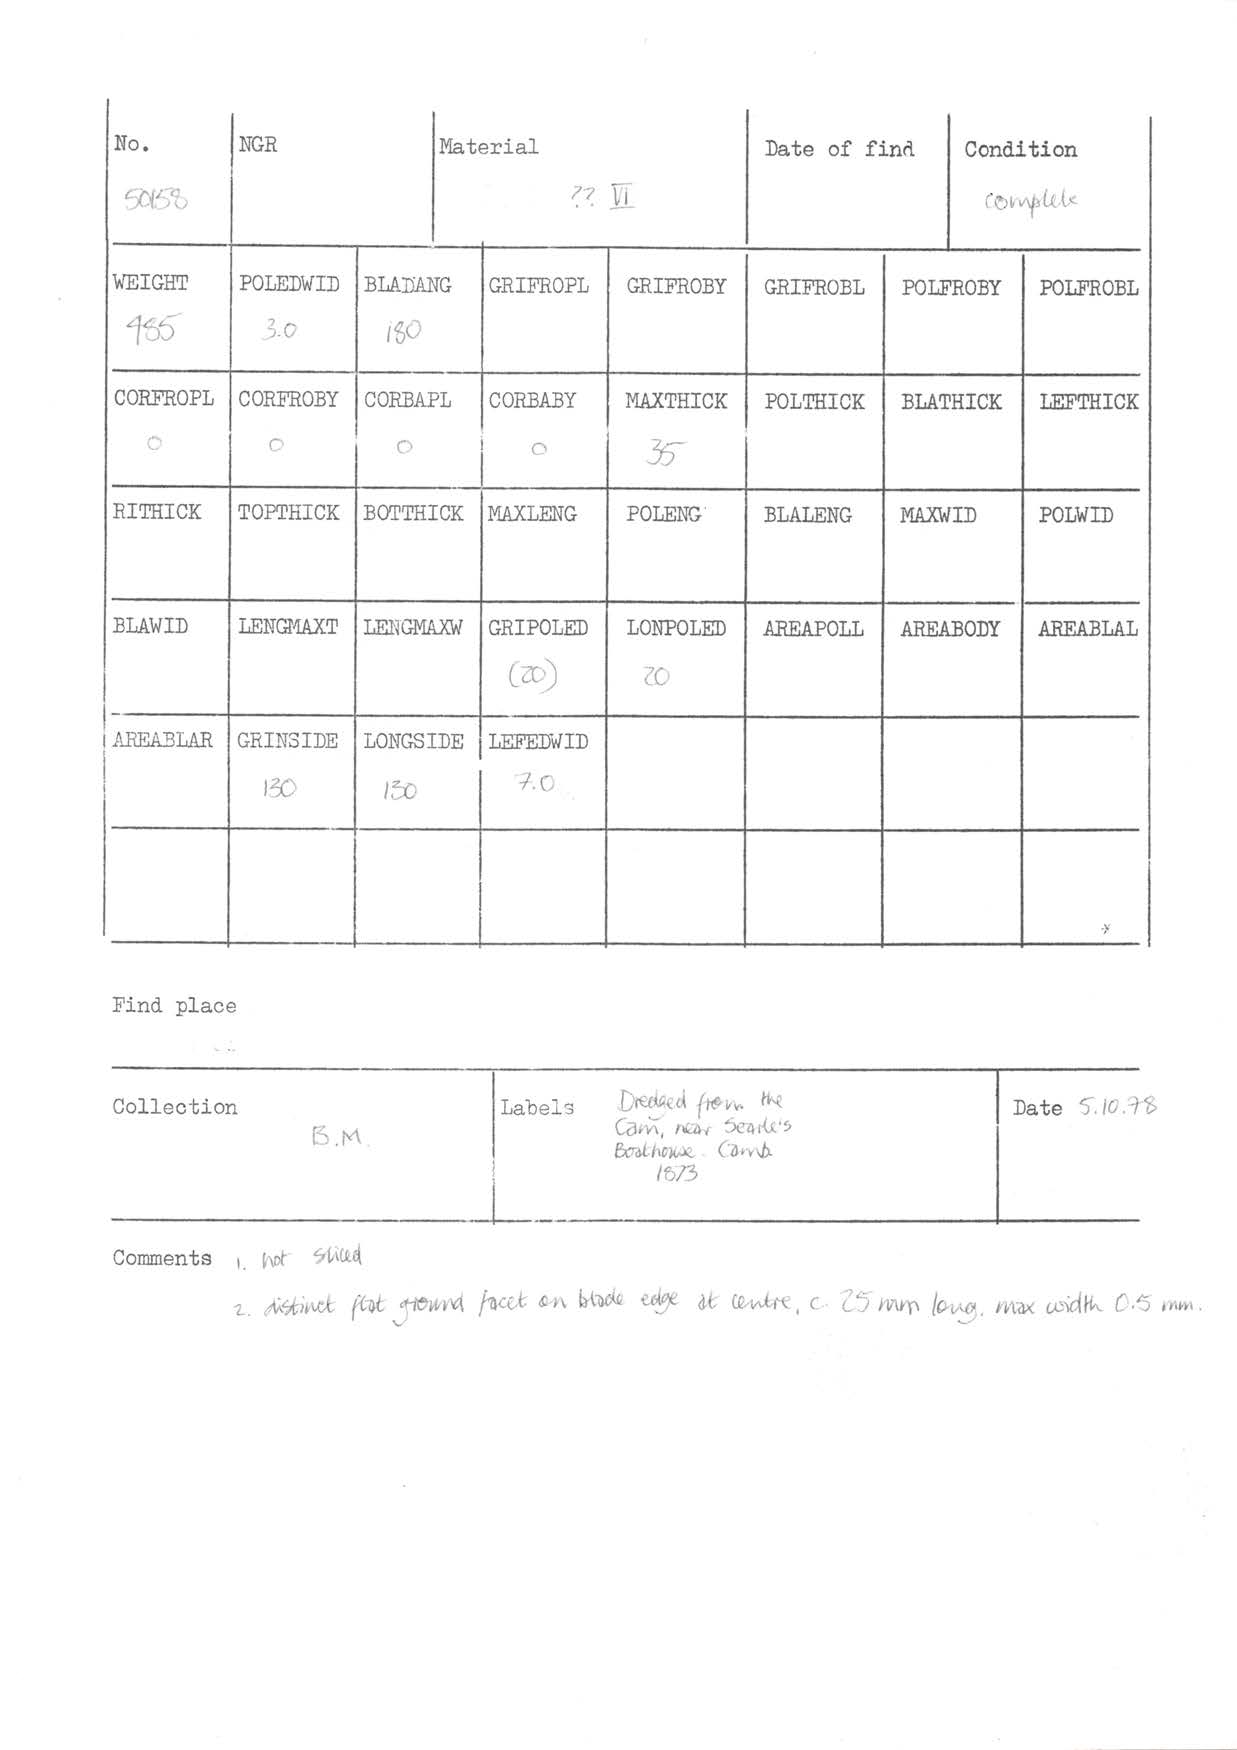 No. NGR Material Date of find Condition
50158 ?? VI complete
WEIGHT POLEDWID BLADANG GRIFROPL GRIFROBY GRIFROBL POLFROBY POLFROBL
485 3.0 180
CORFROPL CORFROBY CORBAPL CORBABY MAXTHICK POLTHICK BLATHICK LEFTHICK
0 0 0 0 35
RITHICK TOPTHICK BOTTHICK MAXLENG POLENG BLALENG MAXWID POLWID
BLAWID LENGMAXT LENGMAXW GRIPOLED LONPOLED AREAPOLL AREABODY AREABLAL
(20) 20
AREABLAR GRINSIDE LONGSIDE LEFEDWID
130 130 7.0
Find place
Collection Labels Dredged from the Date 5.10.78
B.M. Cam, near Searle's
Boathouse. Camb
1873
Comments 1. not sliced
2. distinct flat ground facet on blade edge at centre, c. 25 mm long. max width 0.5 mm.